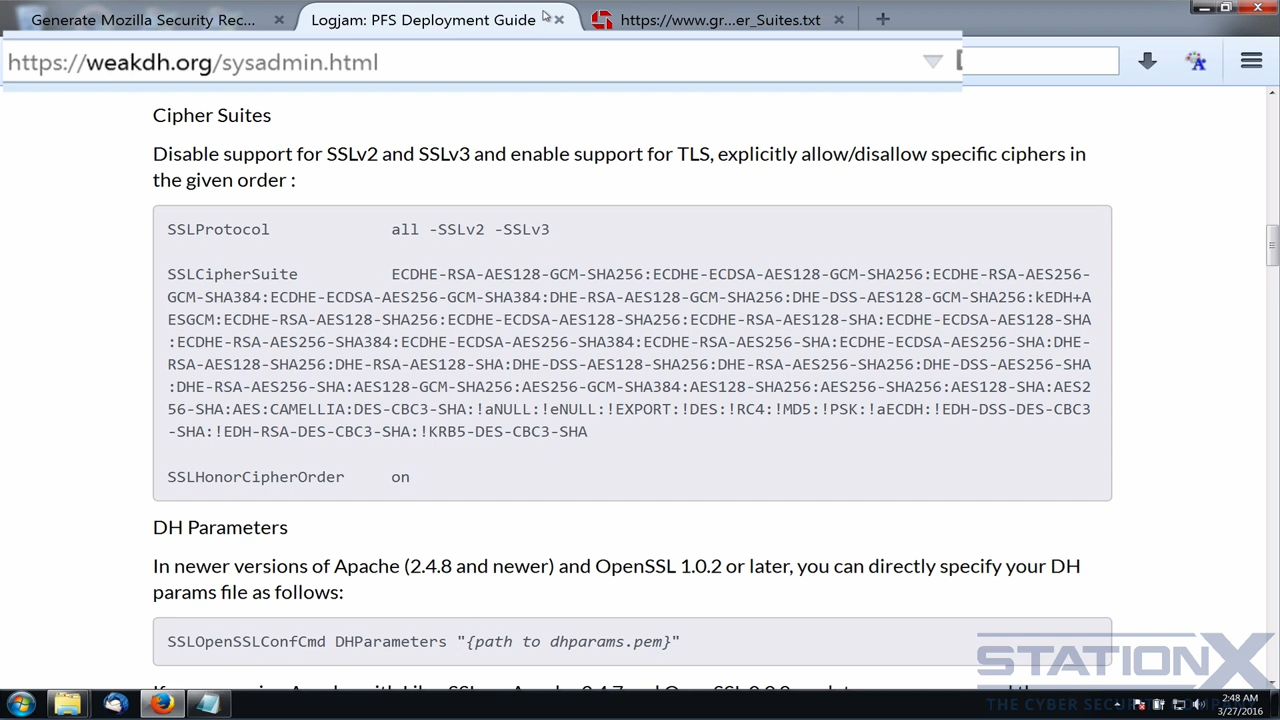 Generate Mozilla Security Rec...
Logjam: PFS Deployment Guide
https://www.gr...er_Suites.txt
https://weakdh.org/sysadmin.html
Cipher Suites
Disable support for SSLv2 and SSLv3 and enable support for TLS, explicitly allow/disallow specific ciphers in
the given order :
SSLProtocol all -SSLv2 -SSLv3
SSLCipherSuite ECDHE-RSA-AES128-GCM-SHA256:ECDHE-ECDSA-AES128-GCM-SHA256:ECDHE-RSA-AES256-
GCM-SHA384:ECDHE-ECDSA-AES256-GCM-SHA384:DHE-RSA-AES128-GCM-SHA256:DHE-DSS-AES128-GCM-SHA256:kEDH+A
ESGCM:ECDHE-RSA-AES128-SHA256:ECDHE-ECDSA-AES128-SHA256:ECDHE-RSA-AES128-SHA:ECDHE-ECDSA-AES128-SHA
:ECDHE-RSA-AES256-SHA384:ECDHE-ECDSA-AES256-SHA384:ECDHE-RSA-AES256-SHA:ECDHE-ECDSA-AES256-SHA:DHE-
RSA-AES128-SHA256:DHE-RSA-AES128-SHA:DHE-DSS-AES128-SHA256:DHE-RSA-AES256-SHA256:DHE-DSS-AES256-SHA
:DHE-RSA-AES256-SHA:AES128-GCM-SHA256:AES256-GCM-SHA384:AES128-SHA256:AES256-SHA256:AES128-SHA:AES2
56-SHA:AES:CAMELLIA:DES-CBC3-SHA:!aNULL:!eNULL:!EXPORT:!DES:!RC4:!MD5:!PSK:!aECDH:!EDH-DSS-DES-CBC3
-SHA:!EDH-RSA-DES-CBC3-SHA:!KRB5-DES-CBC3-SHA
SSLHonorCipherOrder on
DH Parameters
In newer versions of Apache (2.4.8 and newer) and OpenSSL 1.0.2 or later, you can directly specify your DH
params file as follows:
SSLOpenSSLConfCmd DHParameters "{path to dhparams.pem}"
STATIONX
THE CYBER SECURITY
2:48 AM
3/27/2016